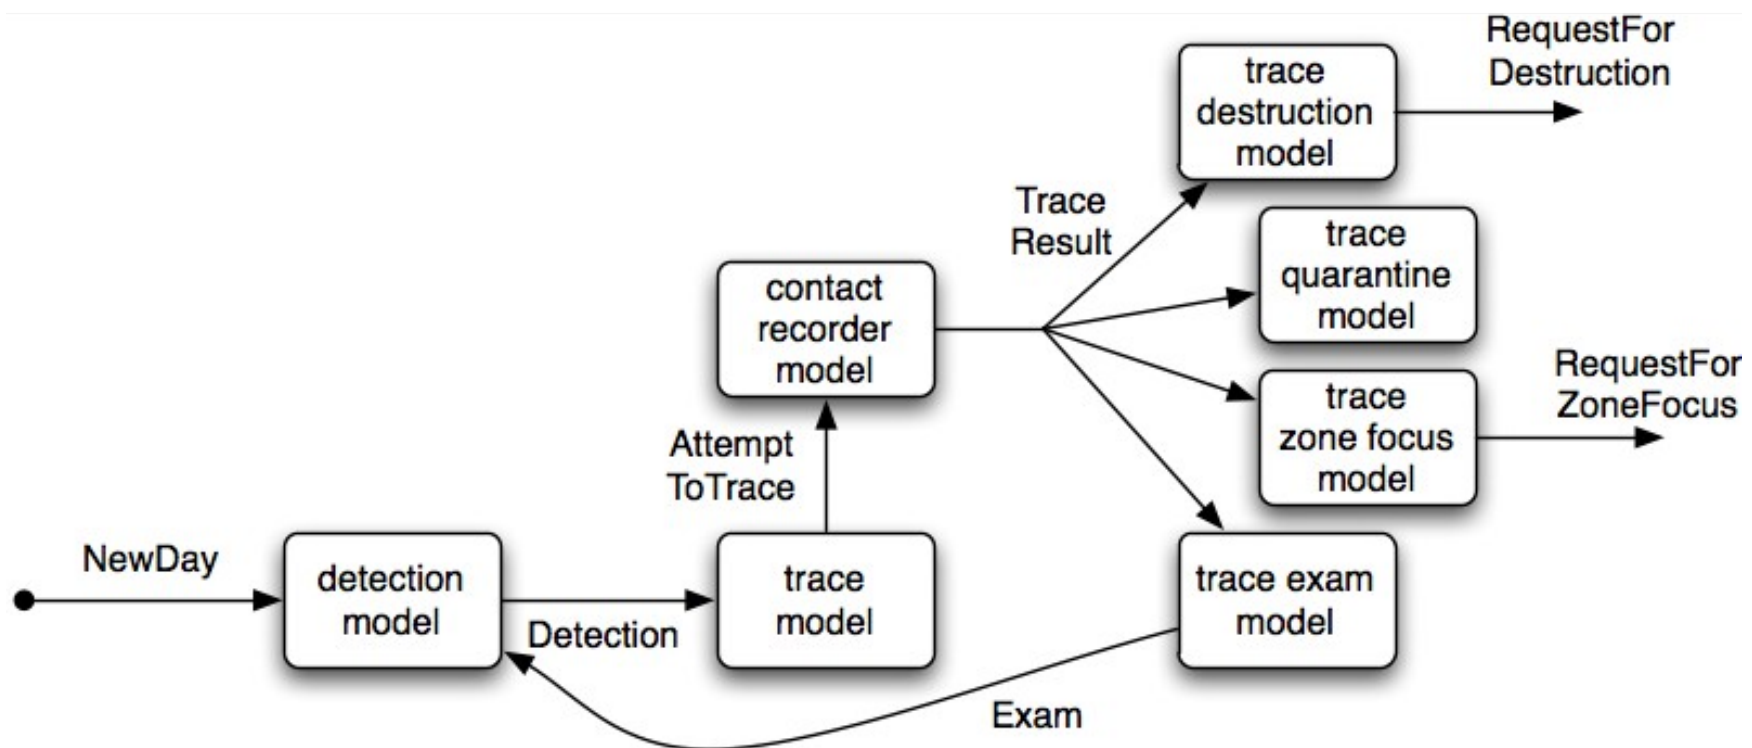 RequestFor
Destruction
trace
destruction
model
Trace
Result
trace
quarantine
model
contact
recorder
model
RequestFor
ZoneFocus
trace
zone focus
model
Attempt
ToTrace
NewDay
detection
model
Detection
trace
model
trace exam
model
Exam